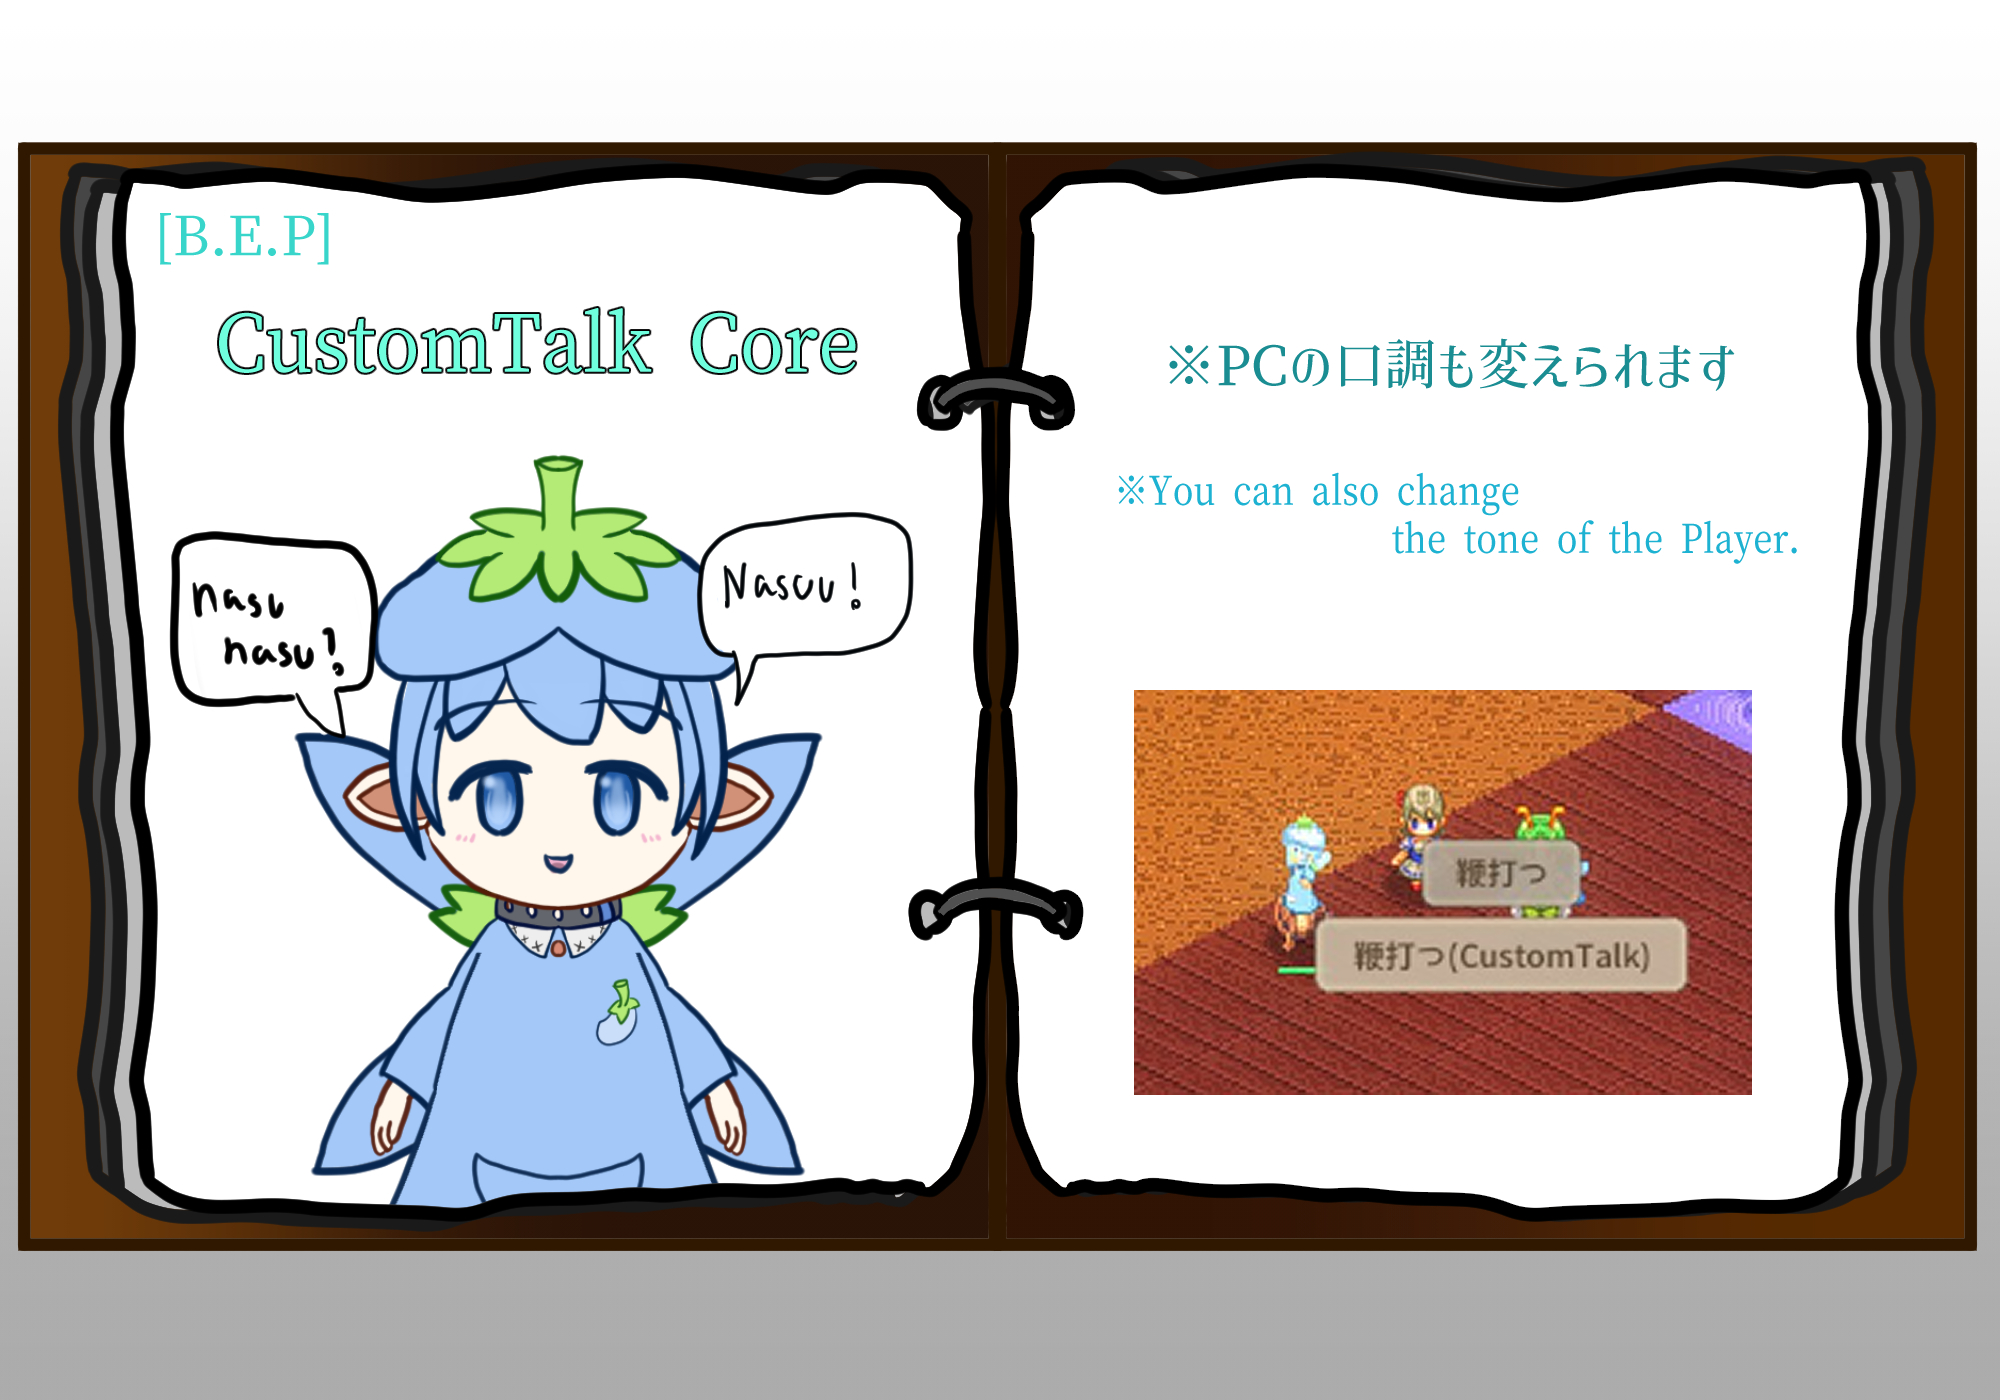 [B.E.P]
CustomTalk Core
nasu
nasu!
Nasuu!
※PCの口調も変えられます
※You can also change
the tone of the Player.
鞭打つ
鞭打つ(CustomTalk)